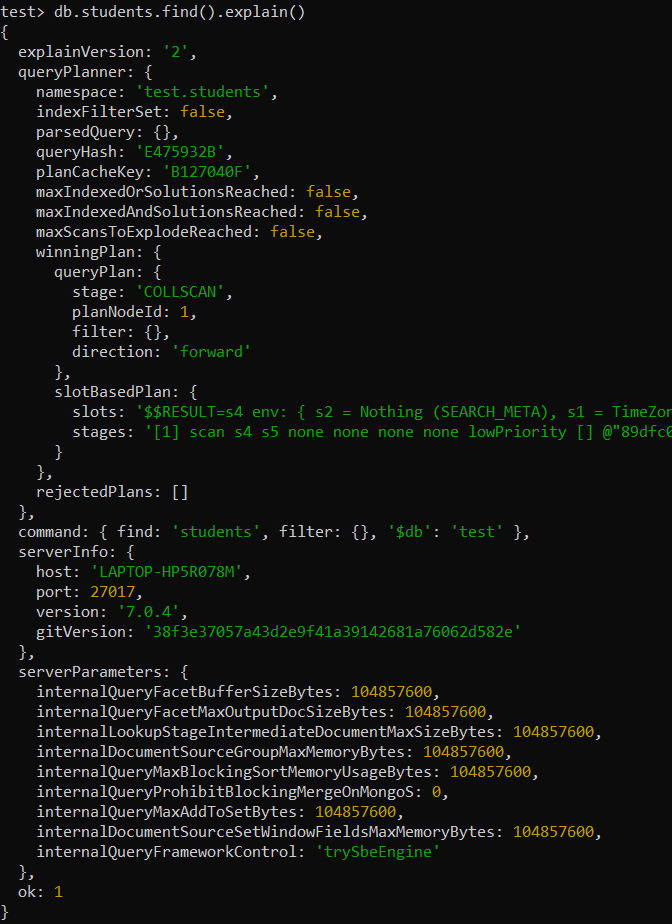 test> db.students.find().explain()
{
  explainVersion: '2',
  queryPlanner: {
    namespace: 'test.students',
    indexFilterSet: false,
    parsedQuery: {},
    queryHash: 'E475932B',
    planCacheKey: 'B127040F',
    maxIndexedOrSolutionsReached: false,
    maxIndexedAndSolutionsReached: false,
    maxScansToExplodeReached: false,
    winningPlan: {
      queryPlan: {
        stage: 'COLLSCAN',
        planNodeId: 1,
        filter: {},
        direction: 'forward'
      },
      slotBasedPlan: {
        slots: '$$RESULT=s4 env: { s2 = Nothing (SEARCH_META), s1 = TimeZon
        stages: '[1] scan s4 s5 none none none none lowPriority [] @"89dfc0
      }
    },
    rejectedPlans: []
  },
  command: { find: 'students', filter: {}, '$db': 'test' },
  serverInfo: {
    host: 'LAPTOP-HP5R078M',
    port: 27017,
    version: '7.0.4',
    gitVersion: '38f3e37057a43d2e9f41a39142681a76062d582e'
  },
  serverParameters: {
    internalQueryFacetBufferSizeBytes: 104857600,
    internalQueryFacetMaxOutputDocSizeBytes: 104857600,
    internalLookupStageIntermediateDocumentMaxSizeBytes: 104857600,
    internalDocumentSourceGroupMaxMemoryBytes: 104857600,
    internalQueryMaxBlockingSortMemoryUsageBytes: 104857600,
    internalQueryProhibitBlockingMergeOnMongoS: 0,
    internalQueryMaxAddToSetBytes: 104857600,
    internalDocumentSourceSetWindowFieldsMaxMemoryBytes: 104857600,
    internalQueryFrameworkControl: 'trySbeEngine'
  },
  ok: 1
}